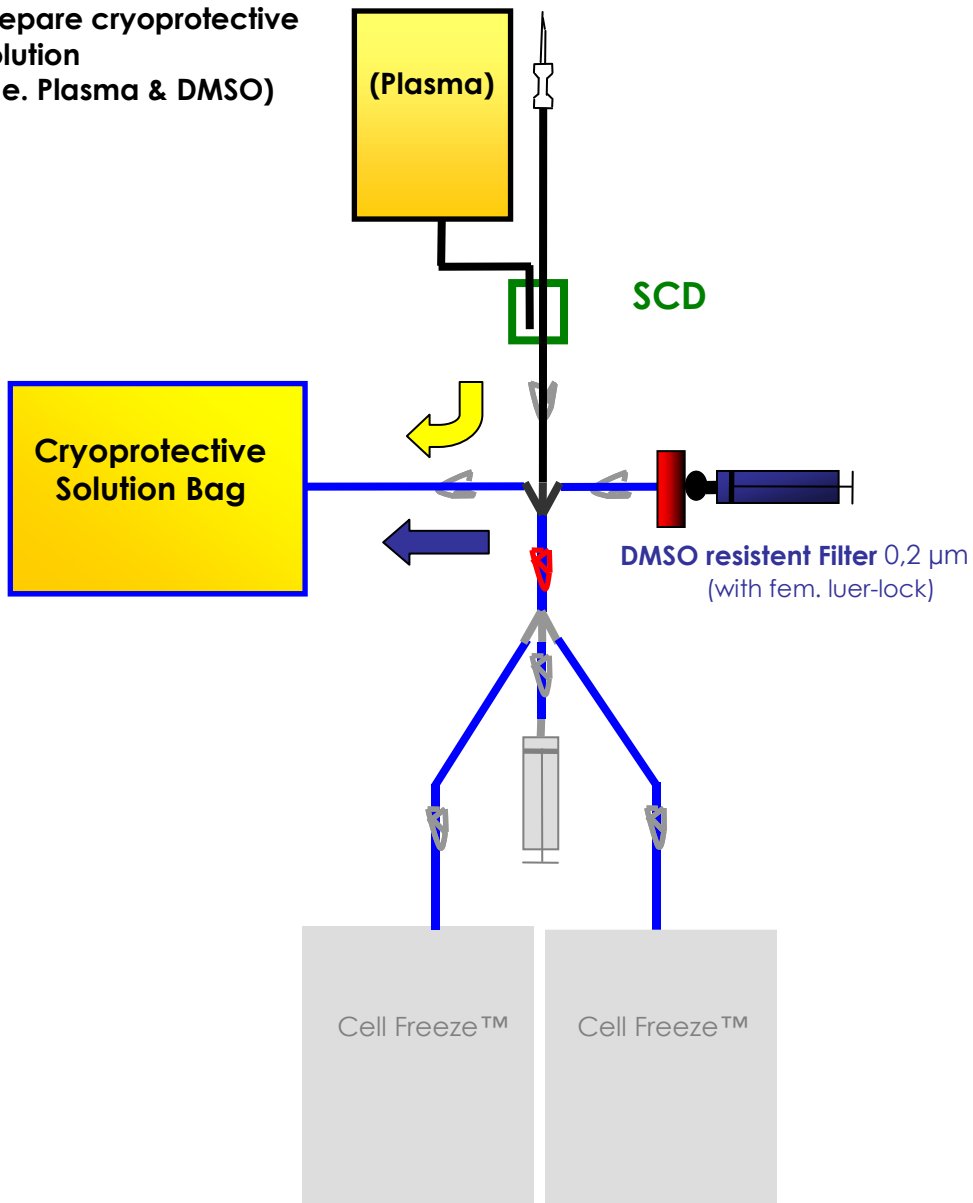 epare cryoprotective
olution
e. Plasma & DMSO)
(Plasma)
SCD
Cryoprotective
Solution Bag
DMSO resistent Filter 0,2 µm
(with fem. luer-lock)
Cell Freeze™
Cell Freeze™